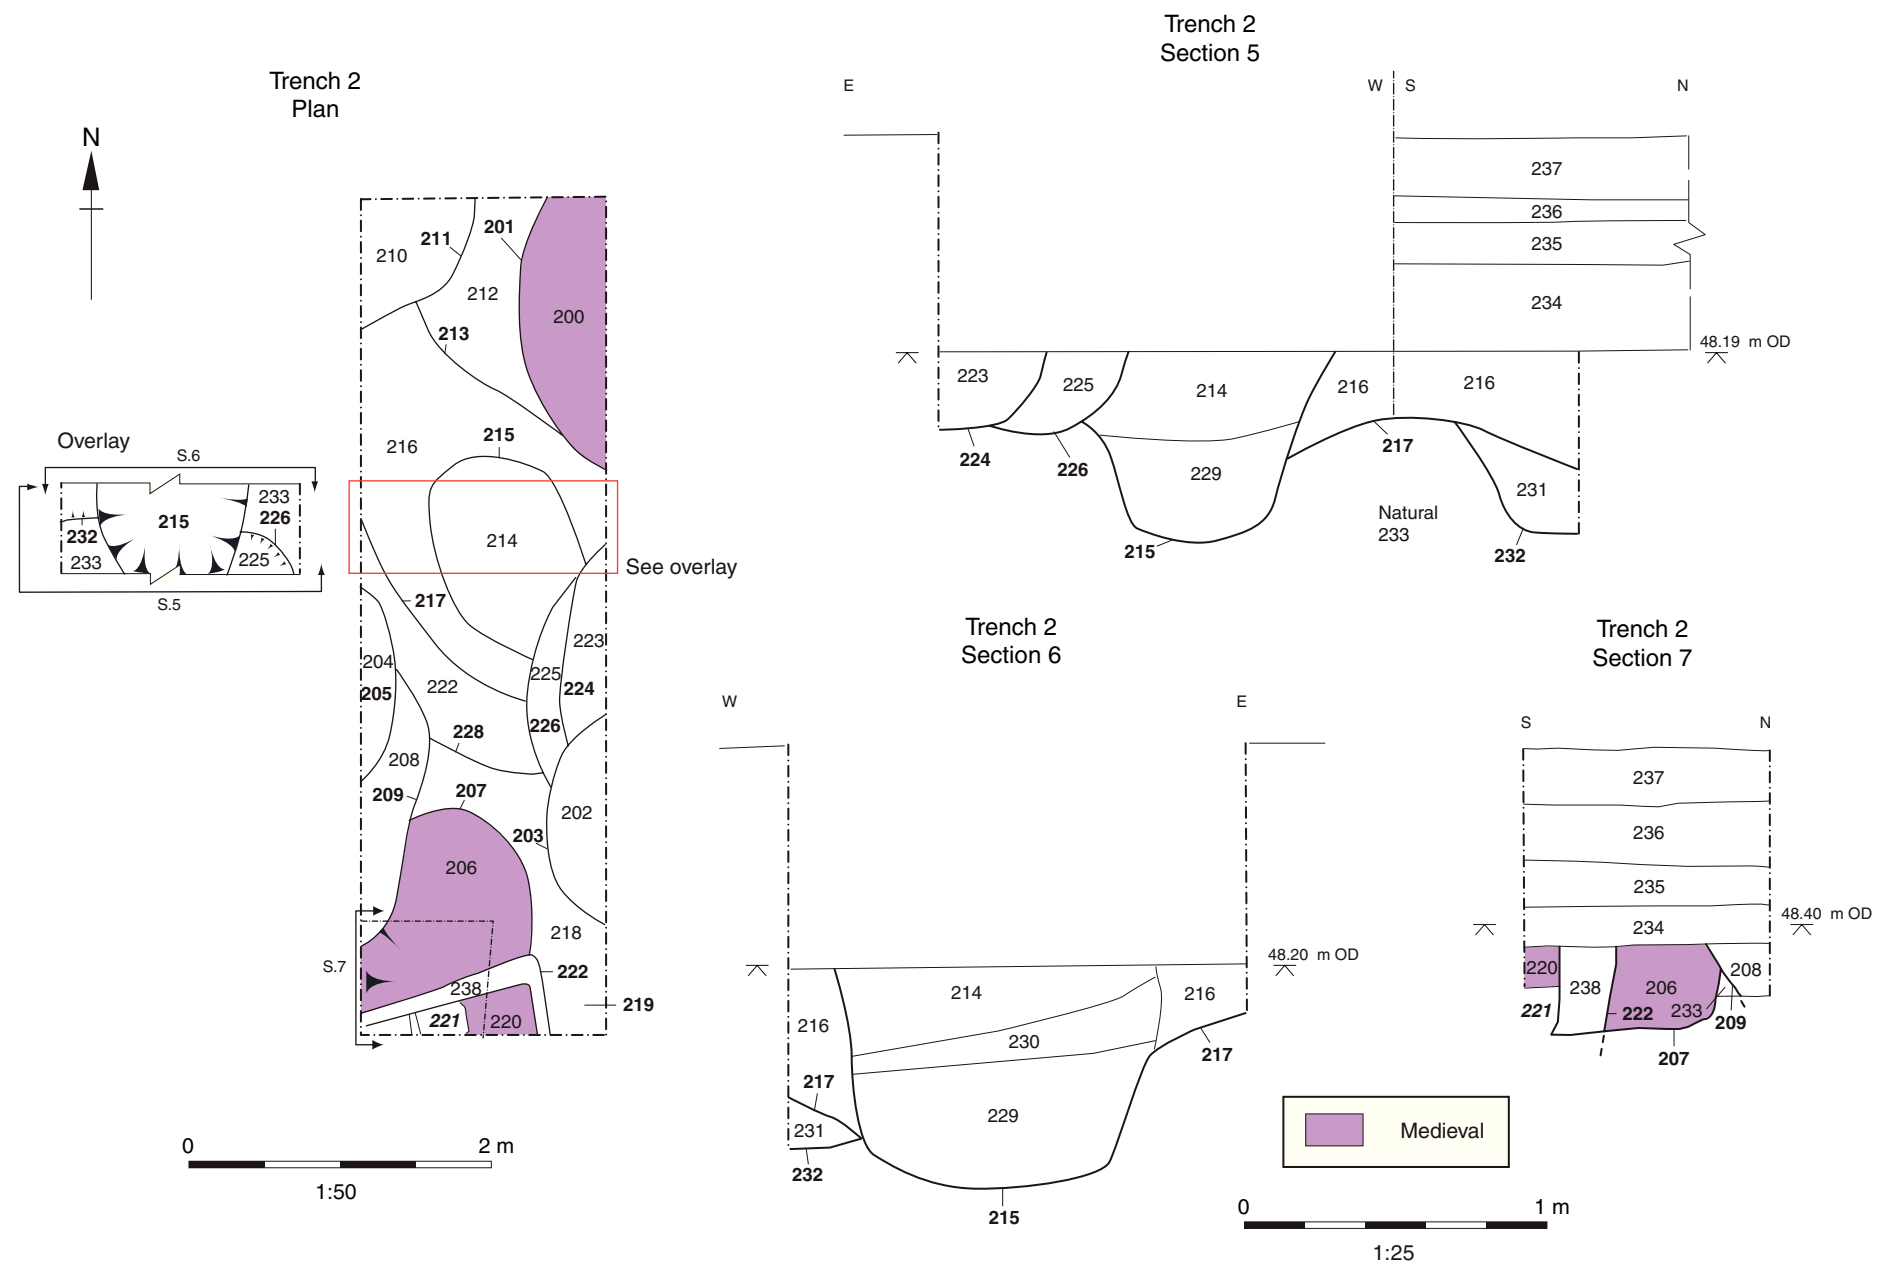 Trench 2
Plan
N
210
211
201
212
200
213
216
215
214
See overlay
217
204
205
222
223
225
224
226
228
208
209
207
202
203
206
218
S.7
222
238
219
221
220
Overlay
S.6
233
226
215
232
233
225
S.5
0
2 m
1:50
Trench 2
Section 5
E
W
S
N
237
236
235
234
48.19 m OD
223
225
214
216
216
224
226
217
229
231
Natural
233
215
232
Trench 2
Section 6
W
E
48.20 m OD
214
216
216
230
217
217
229
231
232
215
Trench 2
Section 7
S
N
237
236
235
48.40 m OD
234
220
238
206
208
221
222
233
209
207
Medieval
0
1 m
1:25